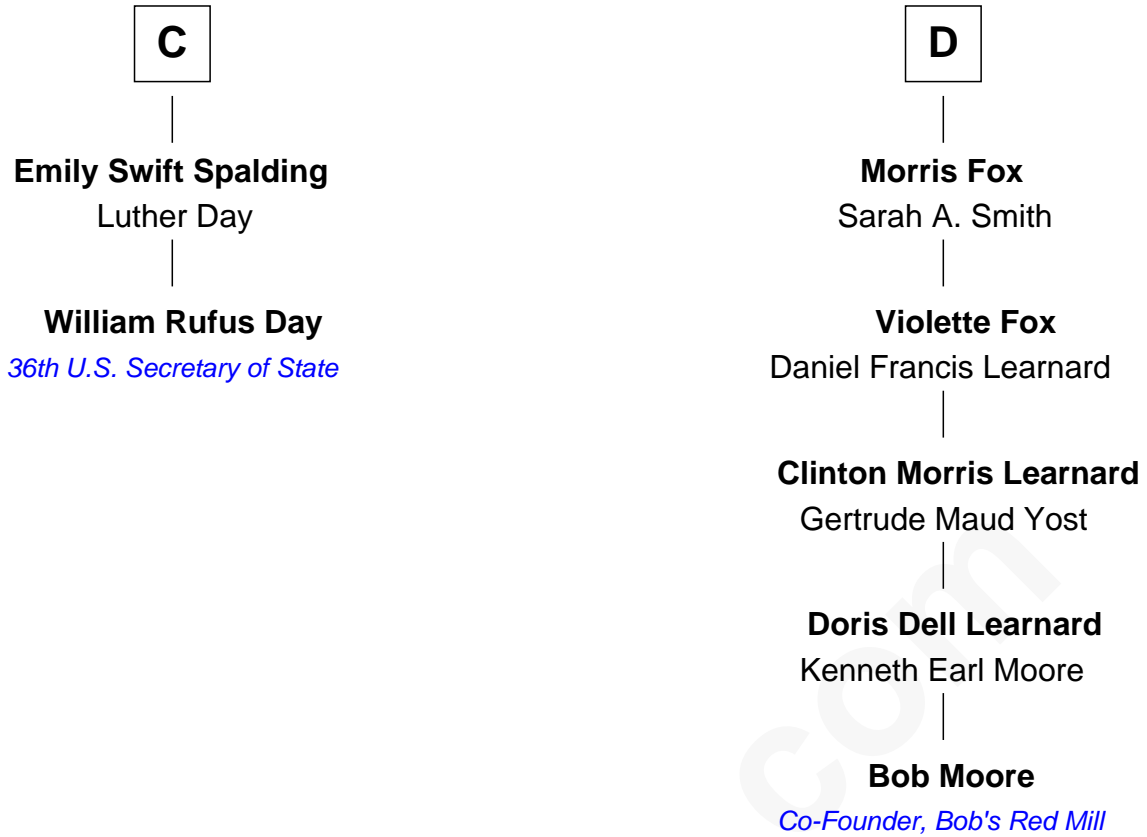 C
Emily Swift Spalding
Luther Day
William Rufus Day
36th U.S. Secretary of State
D
Morris Fox
Sarah A. Smith
Violette Fox
Daniel Francis Learnard
Clinton Morris Learnard
Gertrude Maud Yost
Doris Dell Learnard
Kenneth Earl Moore
Bob Moore
Co-Founder, Bob's Red Mill
com